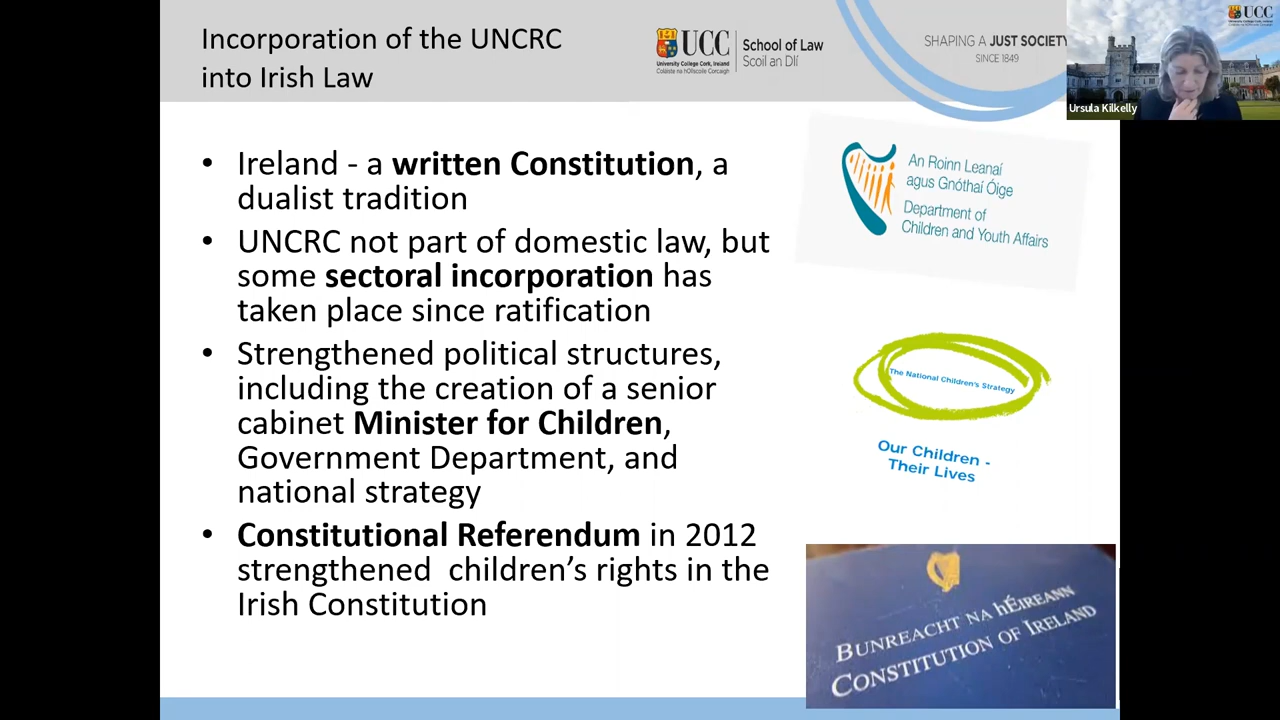 Incorporation of the UNCRC
into Irish Law
UCC
University College Cork, Ireland
Coláiste na hOllscoile Corcaigh
School of Law
Scoil an Dlí
SHAPING A JUST SOCIETY
SINCE 1849
UCC
Ursula Kilkelly
• Ireland - a written Constitution, a
dualist tradition
• UNCRC not part of domestic law, but
some sectoral incorporation has
taken place since ratification
• Strengthened political structures,
including the creation of a senior
cabinet Minister for Children,
Government Department, and
national strategy
• Constitutional Referendum in 2012
strengthened  children's rights in the
Irish Constitution
An Roinn Leanaí
agus Gnóthaí Óige
Department of
Children and Youth Affairs
The National Children's Strategy
Our Children -
Their Lives
BUNREACHT NA hÉIREANN
CONSTITUTION OF IRELAND